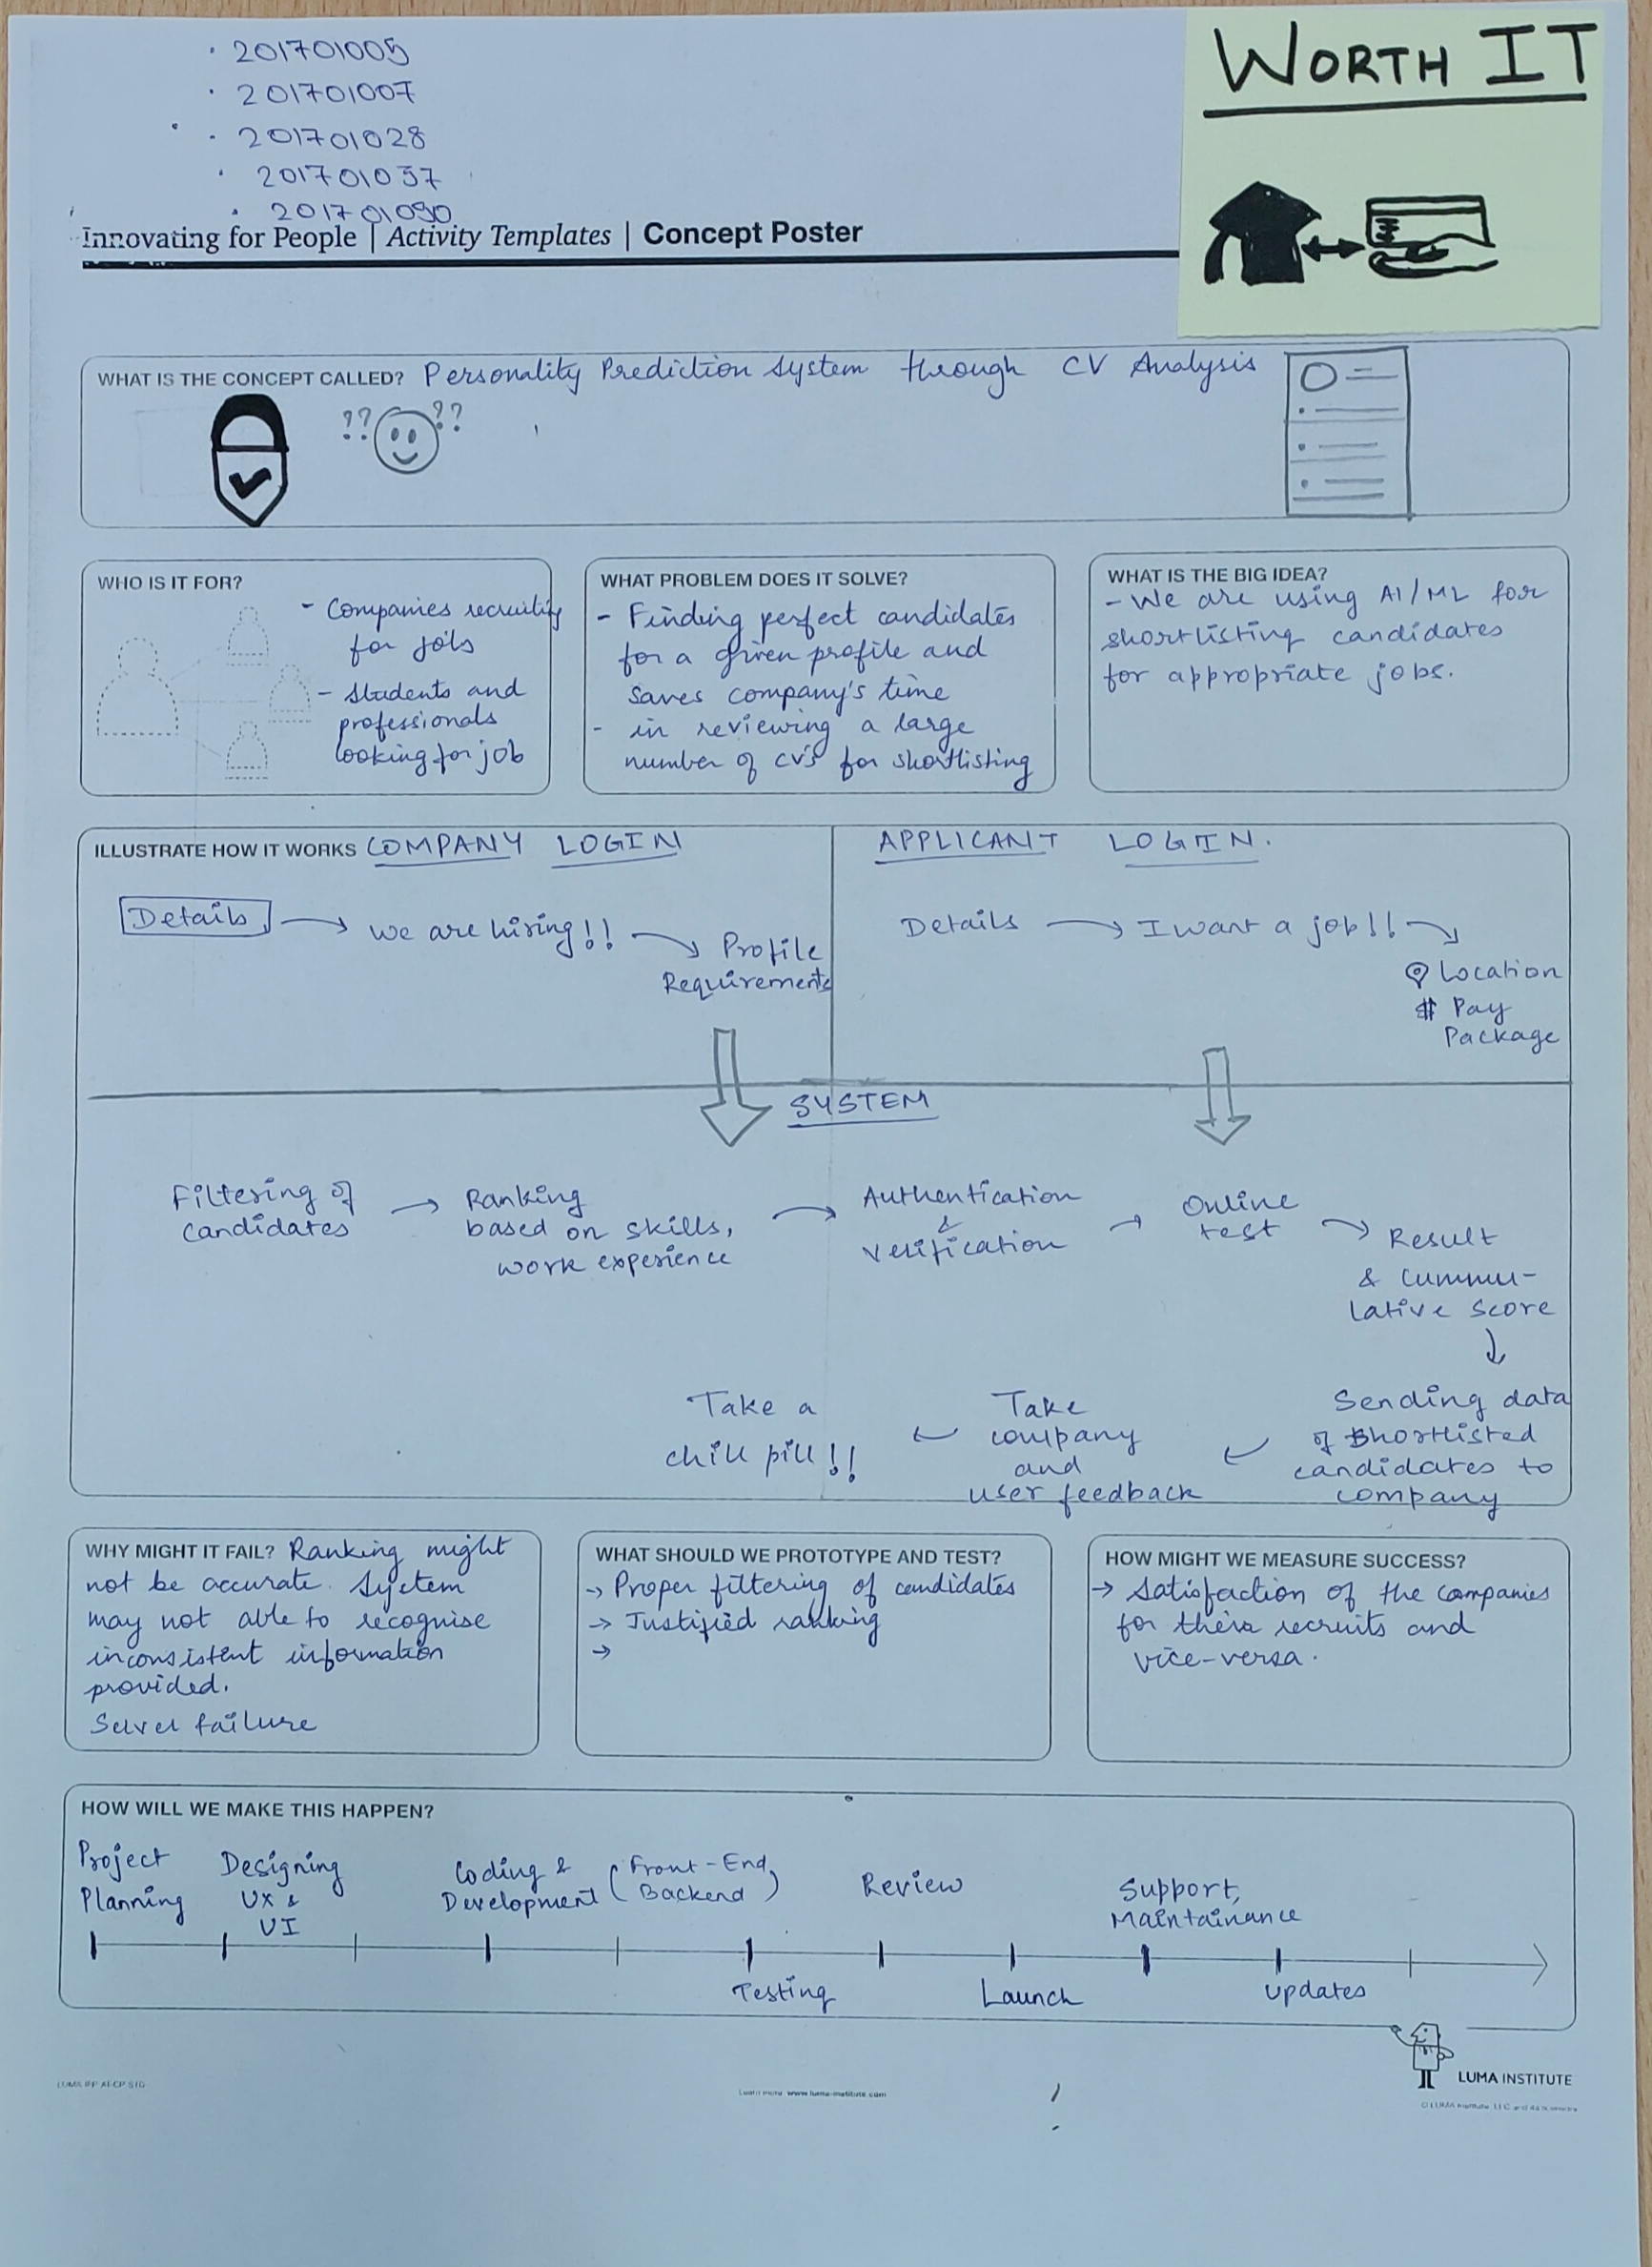 201701005
201701007
201701028
201701037
201701090
WORTH IT
Innovating for People | Activity Templates | Concept Poster
WHAT IS THE CONCEPT CALLED? Personality Prediction System through CV Analysis
?? ??
WHO IS IT FOR?
- Companies recruiting
for jobs
- Students and
professionals
looking for job
WHAT PROBLEM DOES IT SOLVE?
- Finding perfect candidates
for a given profile and
saves company's time
- in reviewing a large
number of CV's for shortlisting
WHAT IS THE BIG IDEA?
- We are using AI/ML for
shortlisting candidates
for appropriate jobs.
ILLUSTRATE HOW IT WORKS COMPANY LOGIN
Details → we are hiring!! → Profile
Requirements
APPLICANT LOGIN.
Details → I want a job!! →
Location
$ Pay
Package
SYSTEM
Filtering of
candidates
→ Ranking
based on skills,
work experience
→ Authentication
&
verification
→ Online
test
→ Result
& cummu-
lative score
↓
Sending data
of shortlisted
candidates to
company
← Take
company
and
user feedback
← Take a
chill pill!!
WHY MIGHT IT FAIL? Ranking might
not be accurate. System
may not able to recognise
inconsistent information
provided.
Server failure
WHAT SHOULD WE PROTOTYPE AND TEST?
→ Proper filtering of candidates
→ Justified ranking
→
HOW MIGHT WE MEASURE SUCCESS?
→ Satisfaction of the companies
for their recruits and
vice-versa.
HOW WILL WE MAKE THIS HAPPEN?
Project
Planning
Designing
UX &
UI
Coding &
Development
(Front-End,
Backend)
Testing
Review
Launch
Support,
Maintainance
updates
LUMA INSTITUTE
Learn more www.luma-institute.com